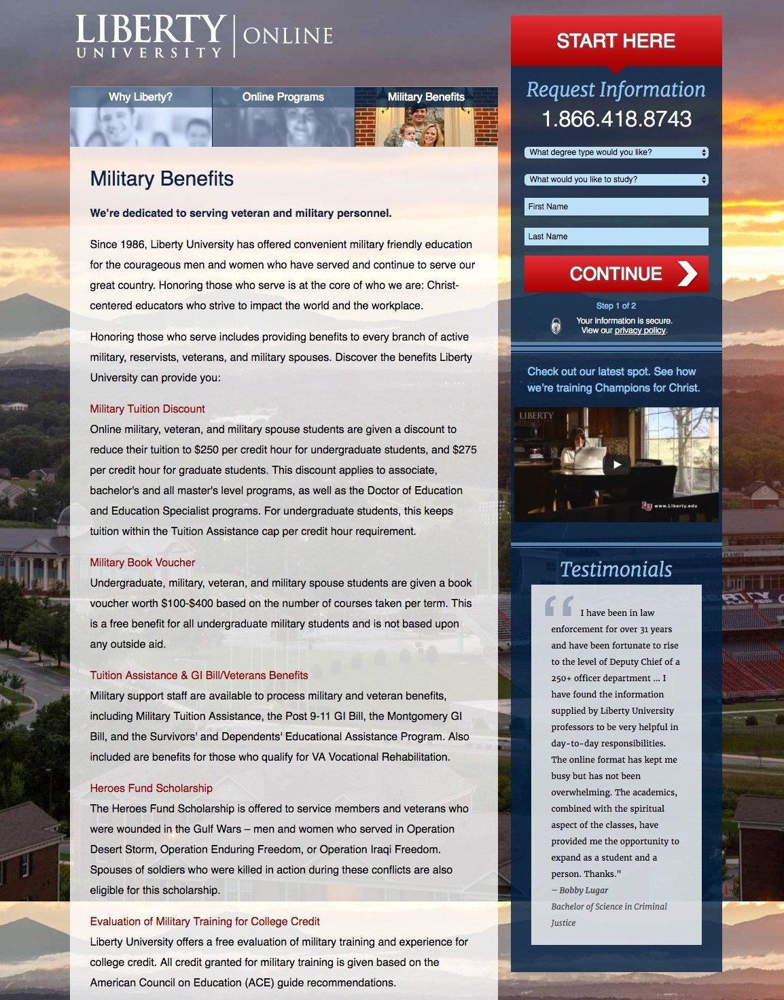 LIBERTY
UNIVERSITY
ONLINE
Why Liberty?
Online Programs
Military Benefits
Military Benefits
We're dedicated to serving veteran and military personnel.
Since 1986, Liberty University has offered convenient military friendly education
for the courageous men and women who have served and continue to serve our
great country. Honoring those who serve is at the core of who we are: Christ-
centered educators who strive to impact the world and the workplace.
Honoring those who serve includes providing benefits to every branch of active
military, reservists, veterans, and military spouses. Discover the benefits Liberty
University can provide you:
Military Tuition Discount
Online military, veteran, and military spouse students are given a discount to
reduce their tuition to $250 per credit hour for undergraduate students, and $275
per credit hour for graduate students. This discount applies to associate,
bachelor's and all master's level programs, as well as the Doctor of Education
and Education Specialist programs. For undergraduate students, this keeps
tuition within the Tuition Assistance cap per credit hour requirement.
Military Book Voucher
Undergraduate, military, veteran, and military spouse students are given a book
voucher worth $100-$400 based on the number of courses taken per term. This
is a free benefit for all undergraduate military students and is not based upon
any outside aid.
Tuition Assistance & GI Bill/Veterans Benefits
Military support staff are available to process military and veteran benefits,
including Military Tuition Assistance, the Post 9-11 GI Bill, the Montgomery GI
Bill, and the Survivors' and Dependents' Educational Assistance Program. Also
included are benefits for those who qualify for VA Vocational Rehabilitation.
Heroes Fund Scholarship
The Heroes Fund Scholarship is offered to service members and veterans who
were wounded in the Gulf Wars – men and women who served in Operation
Desert Storm, Operation Enduring Freedom, or Operation Iraqi Freedom.
Spouses of soldiers who were killed in action during these conflicts are also
eligible for this scholarship.
Evaluation of Military Training for College Credit
Liberty University offers a free evaluation of military training and experience for
college credit. All credit granted for military training is given based on the
American Council on Education (ACE) guide recommendations.
START HERE
Request Information
1.866.418.8743
What degree type would you like?
What would you like to study?
First Name
Last Name
CONTINUE
Step 1 of 2
Your information is secure.
View our privacy policy.
Check out our latest spot. See how
we're training Champions for Christ.
LIBERTY
UNIVERSITY
LU www.Liberty.edu
Testimonials
“ I have been in law
enforcement for over 31 years
and have been fortunate to rise
to the level of Deputy Chief of a
250+ officer department ... I
have found the information
supplied by Liberty University
professors to be very helpful in
day-to-day responsibilities.
The online format has kept me
busy but has not been
overwhelming. The academics,
combined with the spiritual
aspect of the classes, have
provided me the opportunity to
expand as a student and a
person. Thanks."
– Bobby Lugar
Bachelor of Science in Criminal
Justice